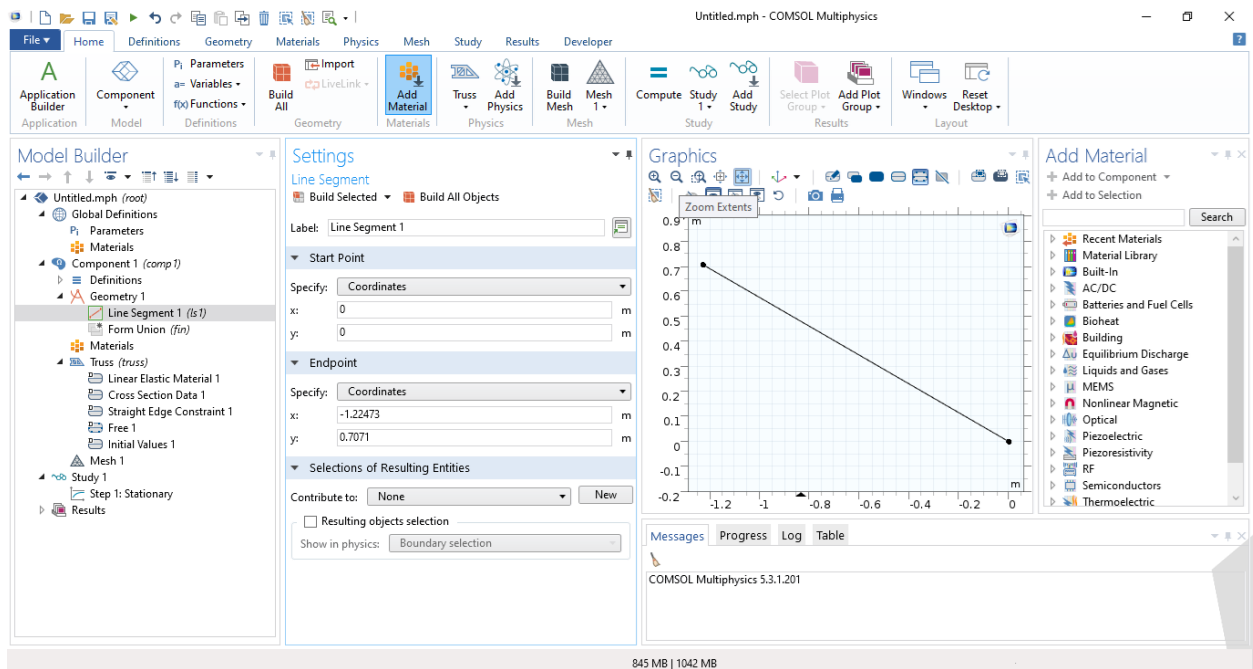 Untitled.mph - COMSOL Multiphysics
File Home Definitions Geometry Materials Physics Mesh Study Results Developer
Application Builder
Application
Component
Model
Pi Parameters
a= Variables
f(x) Functions
Definitions
Build All
Import
LiveLink
Geometry
Add Material
Materials
Truss
Add Physics
Physics
Build Mesh
Mesh 1
Mesh
Compute
Study 1
Add Study
Study
Select Plot Group
Add Plot Group
Results
Windows
Reset Desktop
Layout
Model Builder
Untitled.mph (root)
Global Definitions
Pi Parameters
Materials
Component 1 (comp1)
Definitions
Geometry 1
Line Segment 1 (ls1)
Form Union (fin)
Materials
Truss (truss)
Linear Elastic Material 1
Cross Section Data 1
Straight Edge Constraint 1
Free 1
Initial Values 1
Mesh 1
Study 1
Step 1: Stationary
Results
Settings
Line Segment
Build Selected Build All Objects
Label: Line Segment 1
Start Point
Specify: Coordinates
x: 0 m
y: 0 m
Endpoint
Specify: Coordinates
x: -1.22473 m
y: 0.7071 m
Selections of Resulting Entities
Contribute to: None New
Resulting objects selection
Show in physics: Boundary selection
Graphics
Zoom Extents
0.9 m
0.8
0.7
0.6
0.5
0.4
0.3
0.2
0.1
0
-0.1
m
-0.2
-1.2 -1 -0.8 -0.6 -0.4 -0.2 0
Messages Progress Log Table
COMSOL Multiphysics 5.3.1.201
Add Material
Add to Component
Add to Selection
Search
Recent Materials
Material Library
Built-In
AC/DC
Batteries and Fuel Cells
Bioheat
Building
Equilibrium Discharge
Liquids and Gases
MEMS
Nonlinear Magnetic
Optical
Piezoelectric
Piezoresistivity
RF
Semiconductors
Thermoelectric
845 MB | 1042 MB